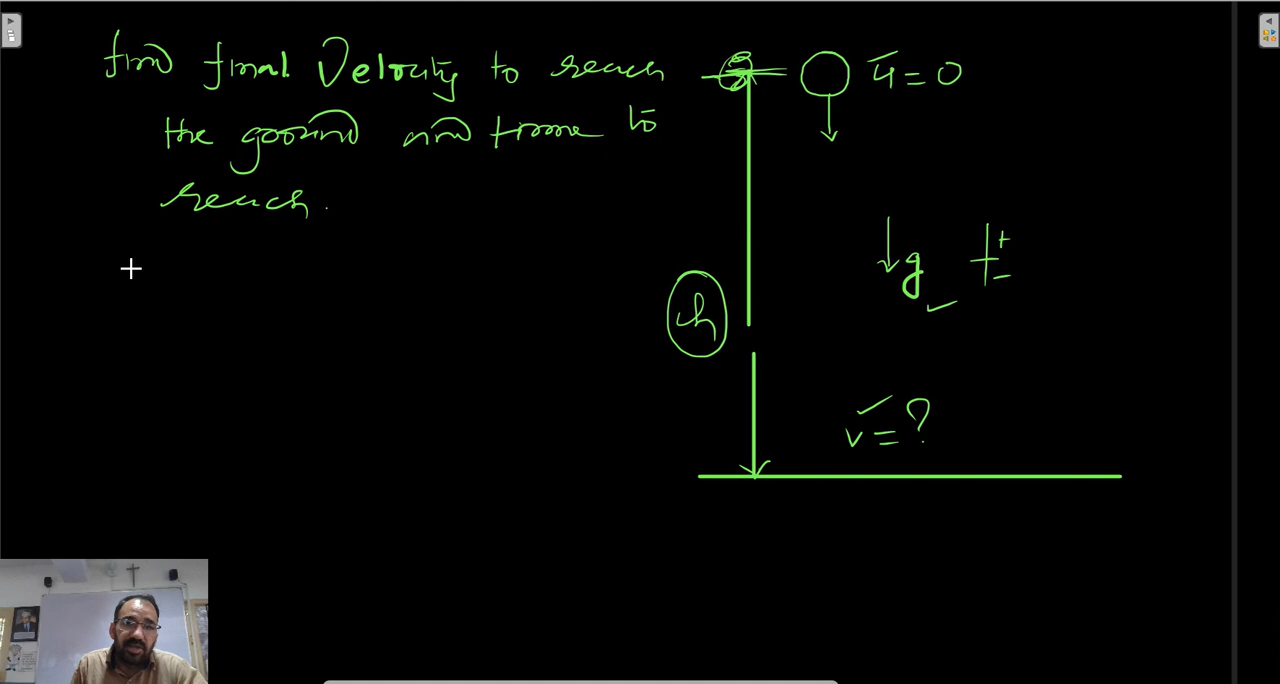 find final Velocity to reach
the ground and time to
reach.
u = 0
g
+
-
h
v = ?